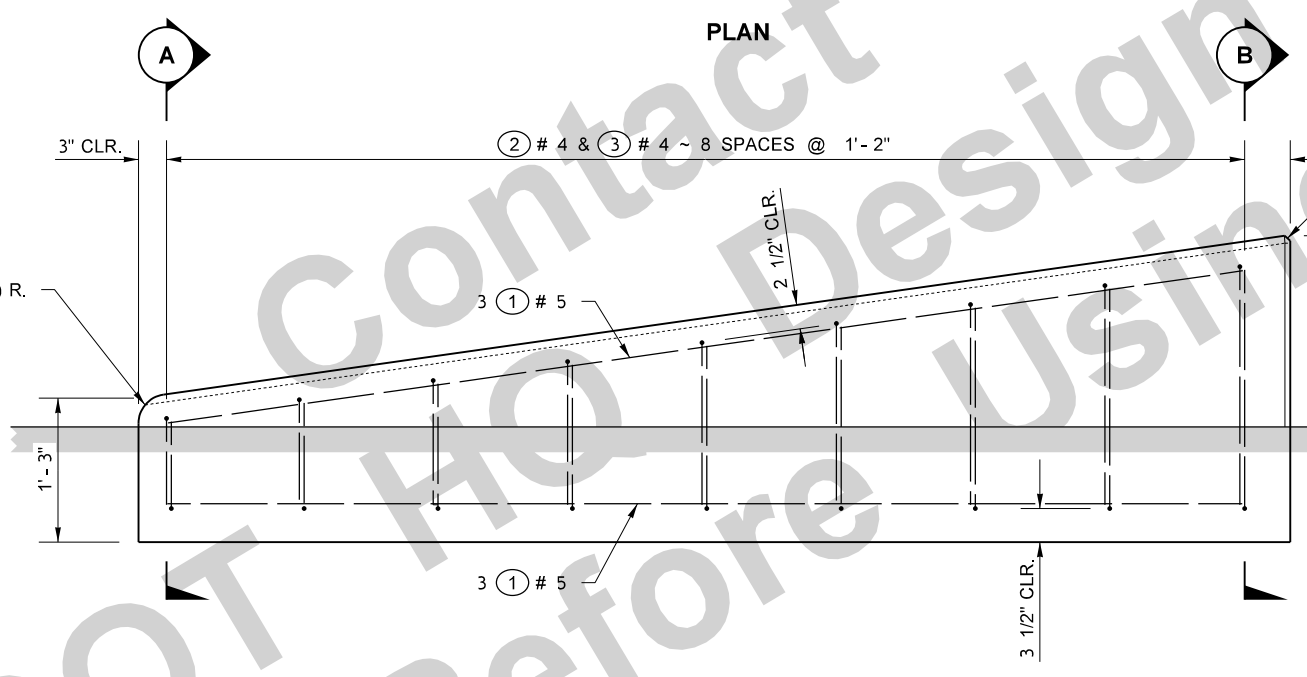 PLAN
A
B
3" CLR.
2 # 4 & 3 # 4 ~ 8 SPACES @ 1'- 2"
2 1/2" CLR.
R.
3 1 # 5
1'- 3"
3 1 # 5
3 1/2" CLR.
Contact
HQ Design
Before Using